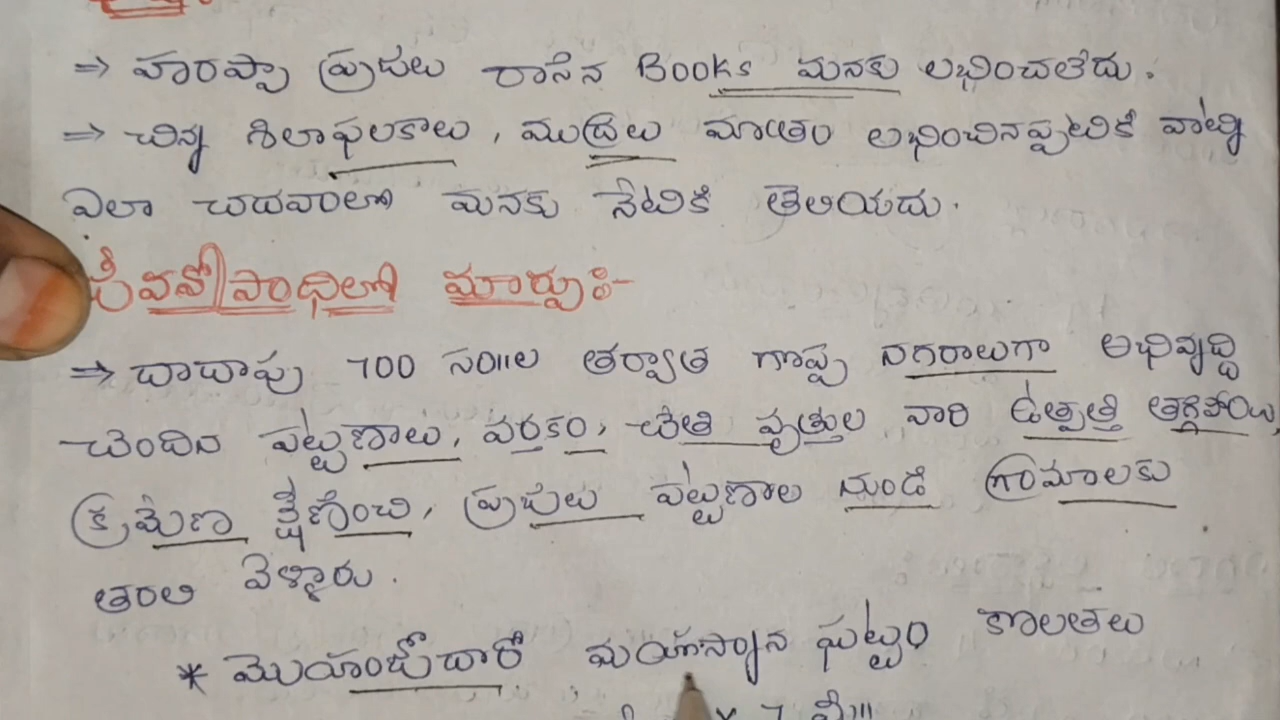 ⇒ హరప్పా ప్రజలు రాసిన Books మనకు లభించలేదు.
⇒ చిన్న శిలాఫలకాలు, ముద్రలు మాత్రం లభించినప్పటికి వాటిని
ఎలా చదవాలో మనకు నేటికి తెలియదు.
జీవనోపాధిలో మార్పు:-
⇒ దాదాపు 700 సం॥ల తర్వాత గొప్ప నగరాలుగా అభివృద్ధి
చెందిన పట్టణాలు, వర్తకం, చేతి వృత్తుల వారి ఉత్పత్తి తగ్గిపోయి,
క్రమేణా క్షీణించి, ప్రజలు పట్టణాల నుండి గ్రామాలకు
తరలి వెళ్ళారు.
* మొహంజోదారో మహాస్నాన ఘట్టం కొలతలు